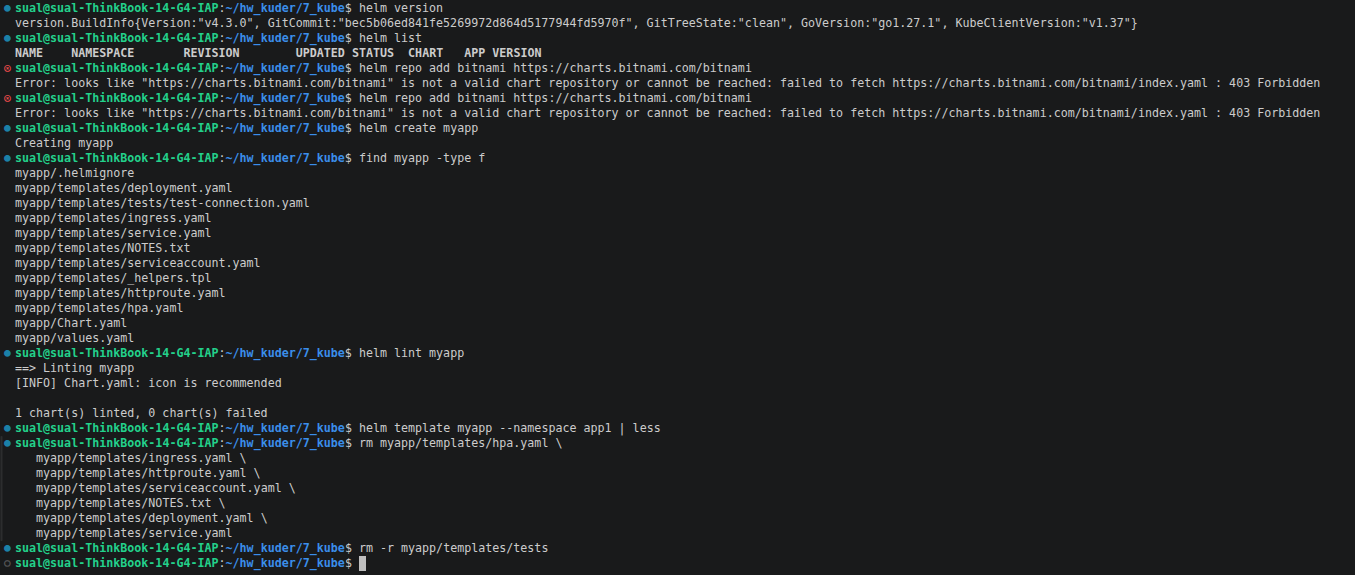 sual@sual-ThinkBook-14-G4-IAP:~/hw_kuder/7_kube$ helm version
version.BuildInfo{Version:"v4.3.0", GitCommit:"bec5b06ed841fe5269972d864d5177944fd5970f", GitTreeState:"clean", GoVersion:"go1.27.1", KubeClientVersion:"v1.37"}
sual@sual-ThinkBook-14-G4-IAP:~/hw_kuder/7_kube$ helm list
NAME    NAMESPACE       REVISION        UPDATED STATUS  CHART   APP VERSION
sual@sual-ThinkBook-14-G4-IAP:~/hw_kuder/7_kube$ helm repo add bitnami https://charts.bitnami.com/bitnami
Error: looks like "https://charts.bitnami.com/bitnami" is not a valid chart repository or cannot be reached: failed to fetch https://charts.bitnami.com/bitnami/index.yaml : 403 Forbidden
sual@sual-ThinkBook-14-G4-IAP:~/hw_kuder/7_kube$ helm repo add bitnami https://charts.bitnami.com/bitnami
Error: looks like "https://charts.bitnami.com/bitnami" is not a valid chart repository or cannot be reached: failed to fetch https://charts.bitnami.com/bitnami/index.yaml : 403 Forbidden
sual@sual-ThinkBook-14-G4-IAP:~/hw_kuder/7_kube$ helm create myapp
Creating myapp
sual@sual-ThinkBook-14-G4-IAP:~/hw_kuder/7_kube$ find myapp -type f
myapp/.helmignore
myapp/templates/deployment.yaml
myapp/templates/tests/test-connection.yaml
myapp/templates/ingress.yaml
myapp/templates/service.yaml
myapp/templates/NOTES.txt
myapp/templates/serviceaccount.yaml
myapp/templates/_helpers.tpl
myapp/templates/httproute.yaml
myapp/templates/hpa.yaml
myapp/Chart.yaml
myapp/values.yaml
sual@sual-ThinkBook-14-G4-IAP:~/hw_kuder/7_kube$ helm lint myapp
==> Linting myapp
[INFO] Chart.yaml: icon is recommended

1 chart(s) linted, 0 chart(s) failed
sual@sual-ThinkBook-14-G4-IAP:~/hw_kuder/7_kube$ helm template myapp --namespace app1 | less
sual@sual-ThinkBook-14-G4-IAP:~/hw_kuder/7_kube$ rm myapp/templates/hpa.yaml \
   myapp/templates/ingress.yaml \
   myapp/templates/httproute.yaml \
   myapp/templates/serviceaccount.yaml \
   myapp/templates/NOTES.txt \
   myapp/templates/deployment.yaml \
   myapp/templates/service.yaml
sual@sual-ThinkBook-14-G4-IAP:~/hw_kuder/7_kube$ rm -r myapp/templates/tests
sual@sual-ThinkBook-14-G4-IAP:~/hw_kuder/7_kube$